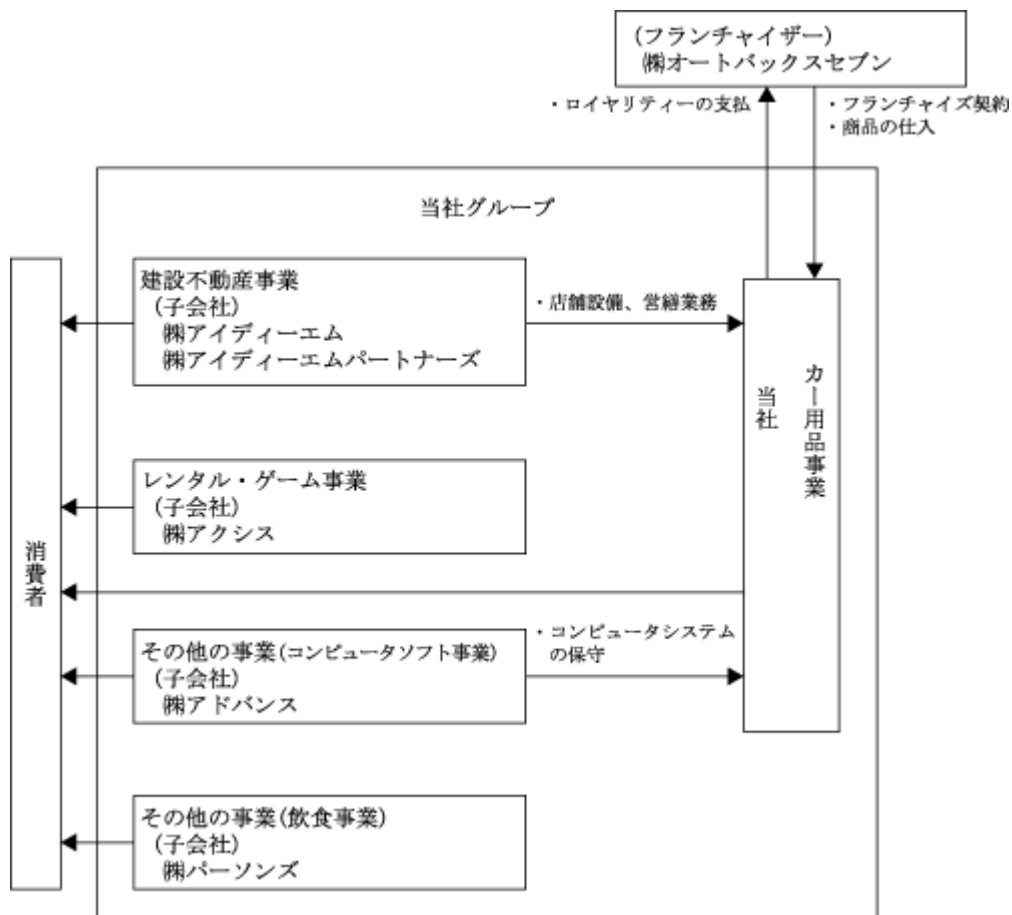 (フランチャイザー)
㈱オートバックスセブン
・ロイヤリティーの支払
・フランチャイズ契約
・商品の仕入
当社グループ
建設不動産事業
(子会社)
㈱アイディーエム
㈱アイディーエムパートナーズ
・店舗設備、営繕業務
カー用品事業
当社
レンタル・ゲーム事業
(子会社)
㈱アクシス
消費者
その他の事業(コンピュータソフト事業)
(子会社)
㈱アドバンス
・コンピュータシステム
の保守
その他の事業(飲食事業)
(子会社)
㈱パーソンズ